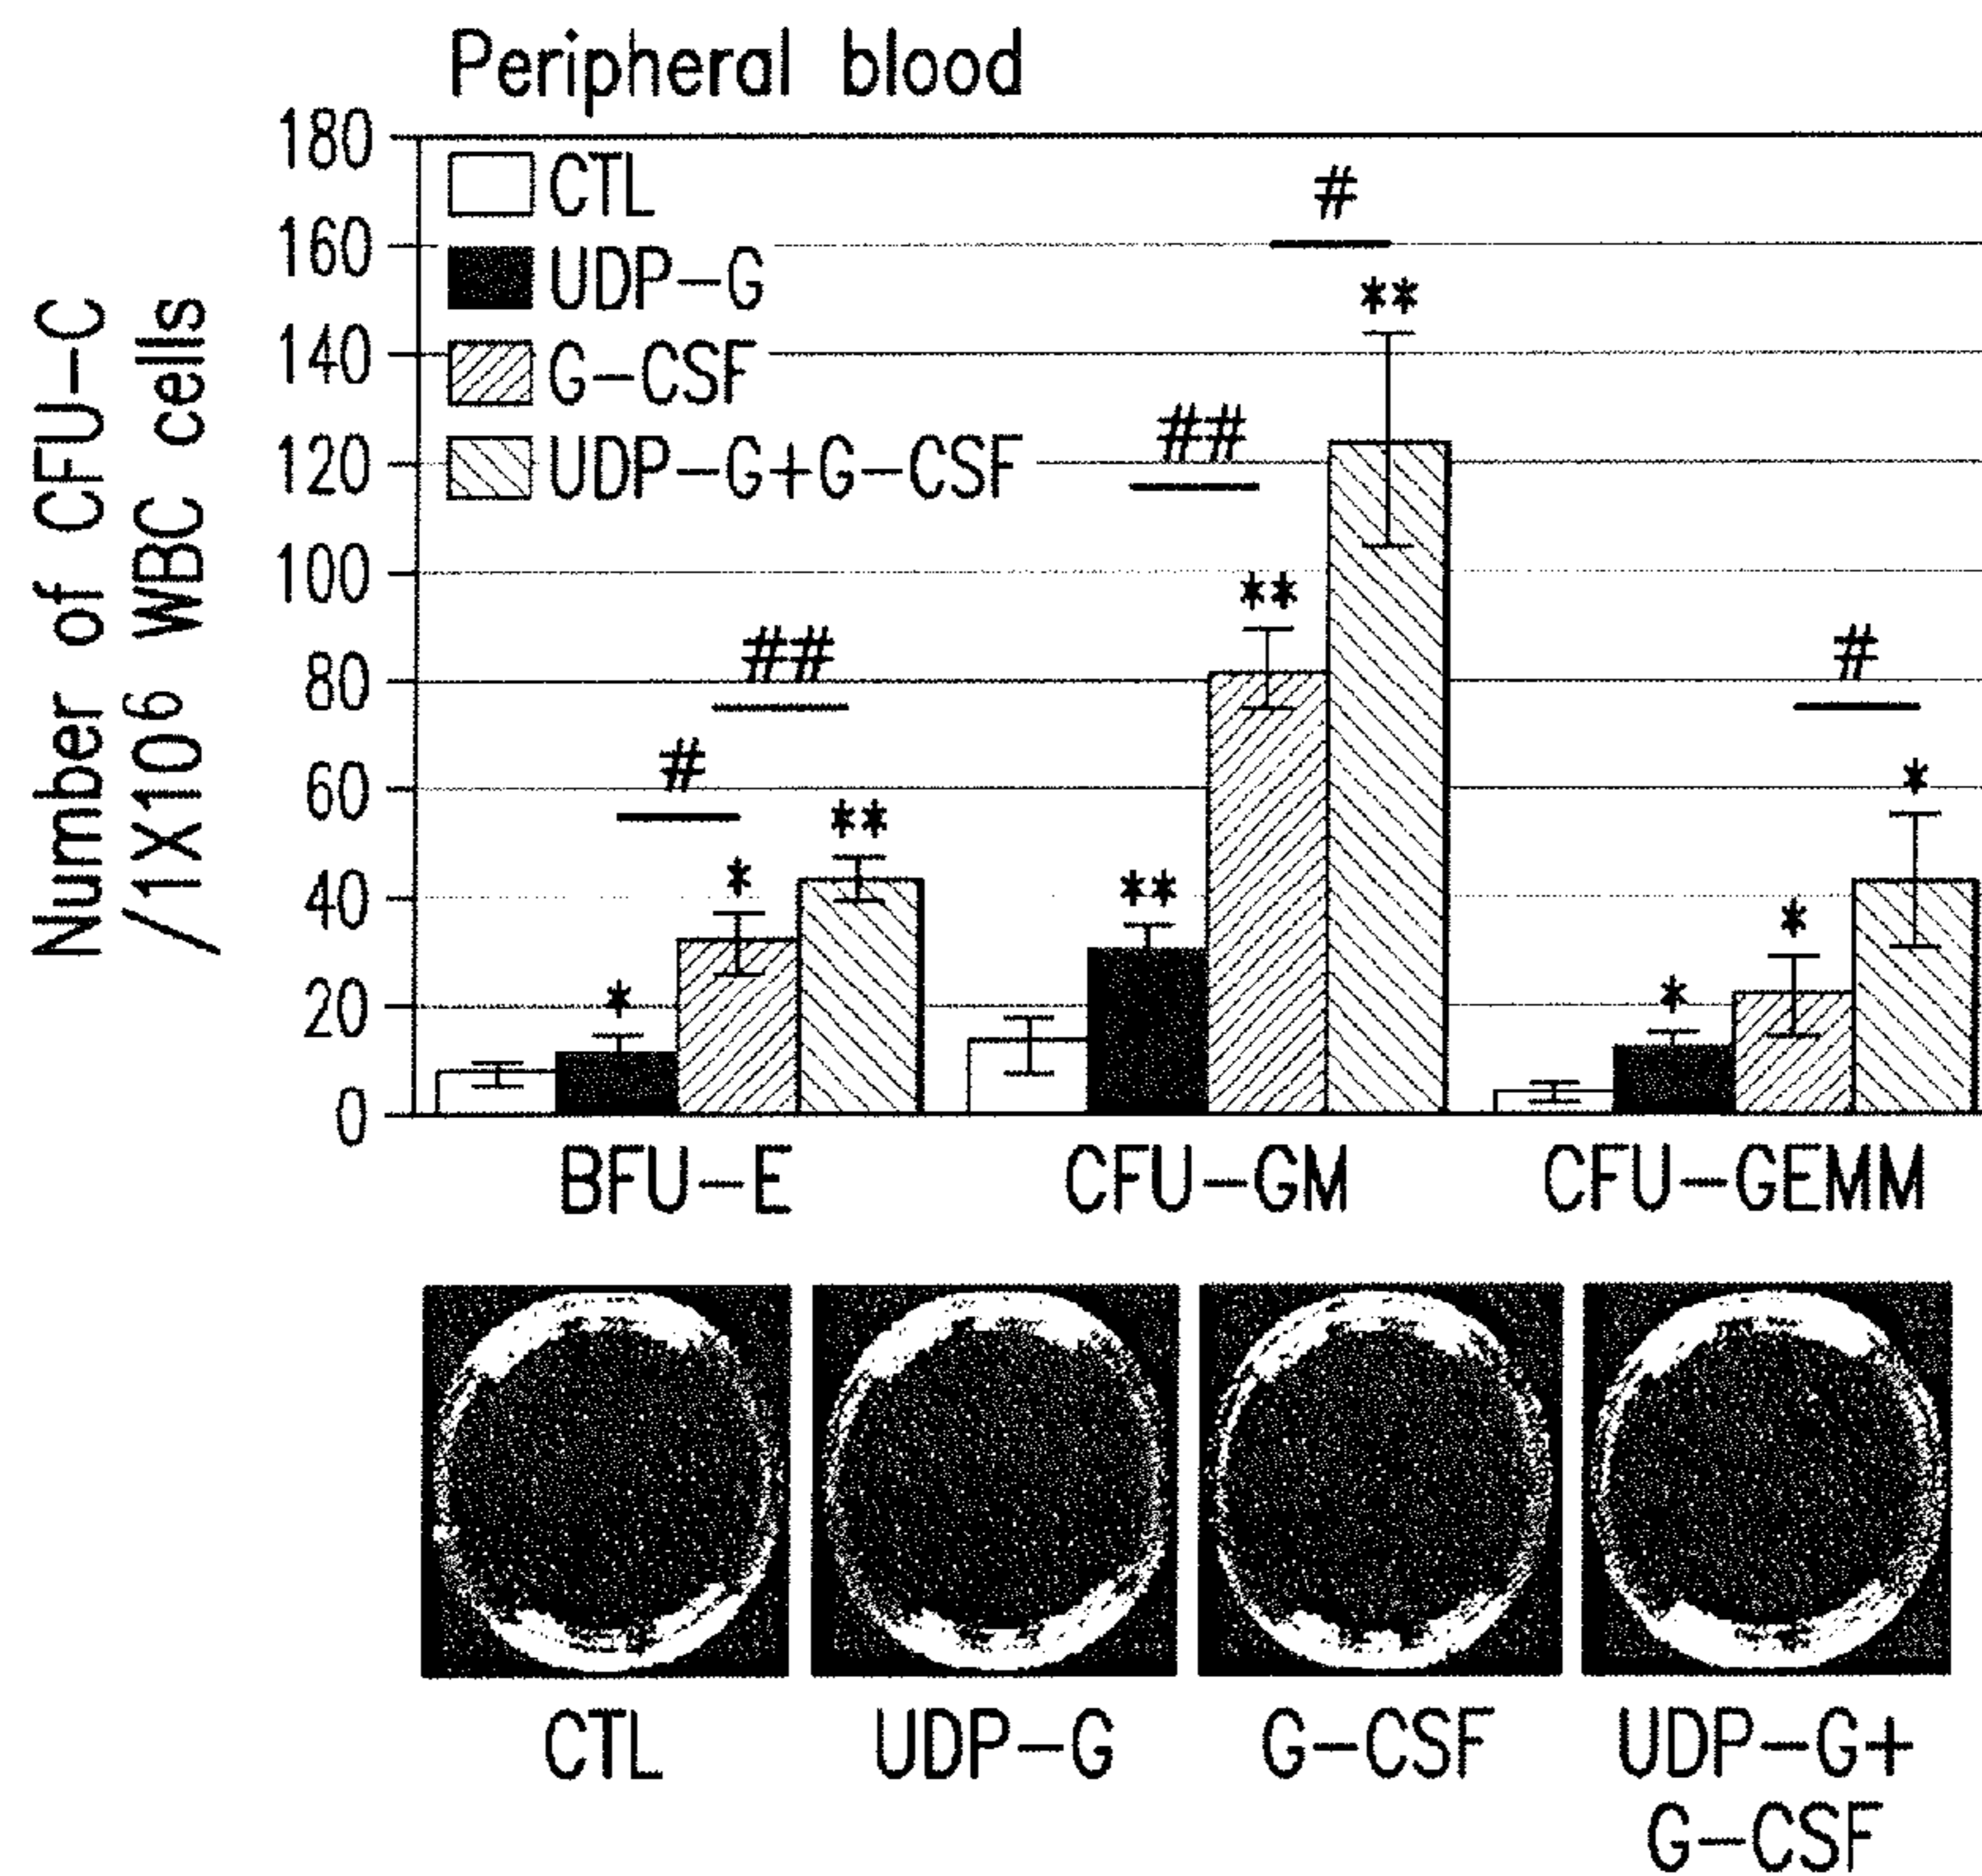 Peripheral blood
Number of CFU-C
/1X106 WBC cells
180
160
140
120
100
80
60
40
20
0
CTL
UDP-G
G-CSF
UDP-G+G-CSF
#
**
##
**
##
#
#
*
**
*
**
*
*
*
BFU-E
CFU-GM
CFU-GEMM
CTL
UDP-G
G-CSF
UDP-G+
G-CSF